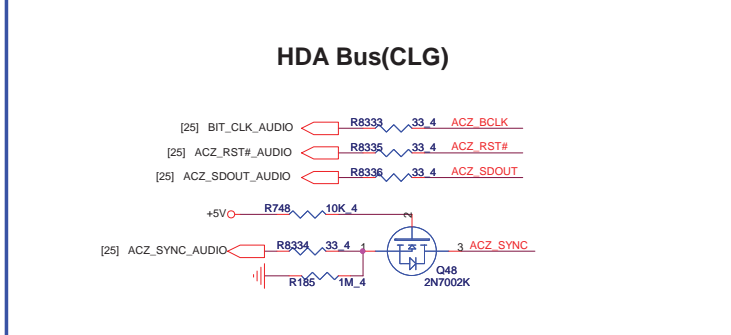 HDA Bus(CLG)
[25] BIT_CLK_AUDIO R8333 33_4 ACZ_BCLK
[25] ACZ_RST#_AUDIO R8335 33_4 ACZ_RST#
[25] ACZ_SDOUT_AUDIO R8336 33_4 ACZ_SDOUT
+5V R748 10K_4 2
[25] ACZ_SYNC_AUDIO R8334 33_4 1 3 ACZ_SYNC
R185 1M_4 Q48
2N7002K